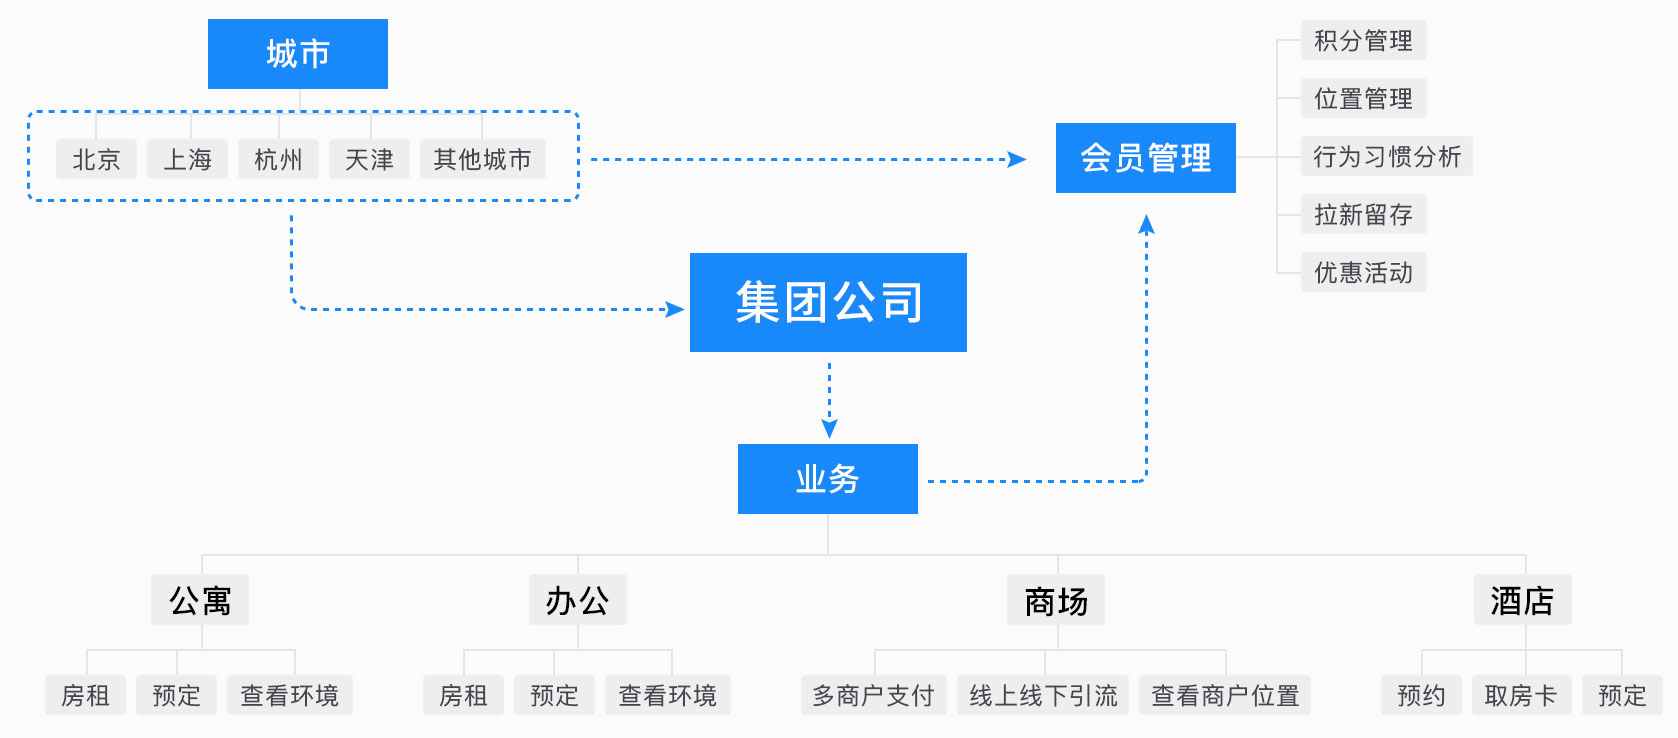 城市
北京
上海
杭州
天津
其他城市
会员管理
积分管理
位置管理
行为习惯分析
拉新留存
优惠活动
集团公司
业务
公寓
办公
商场
酒店
房租
预定
查看环境
房租
预定
查看环境
多商户支付
线上线下引流
查看商户位置
预约
取房卡
预定